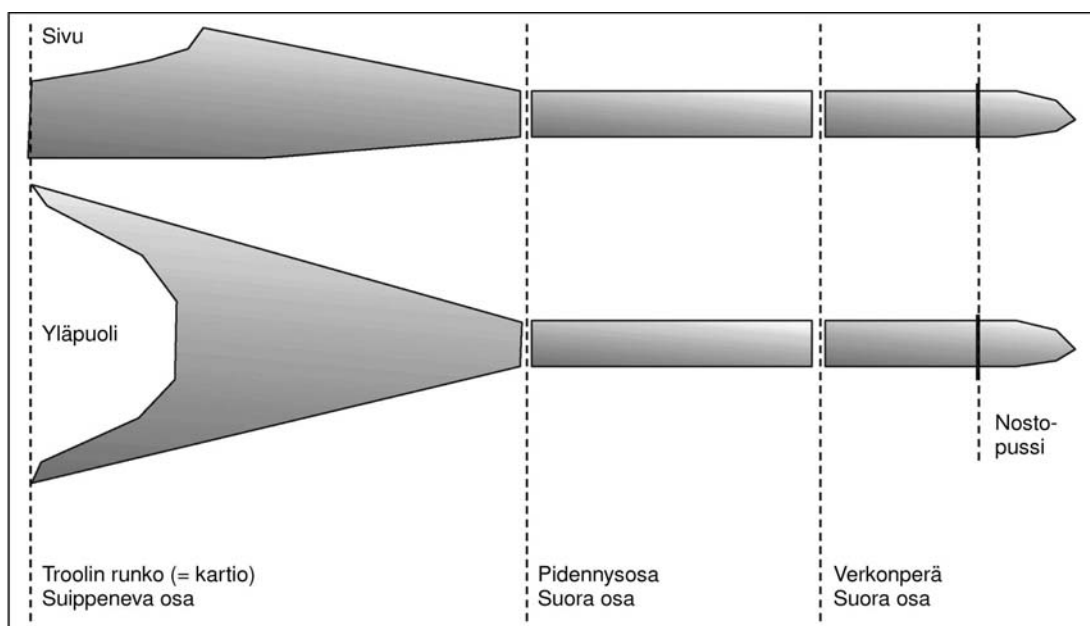 Sivu
Yläpuoli
Nosto-
pussi
Troolin runko (= kartio)
Suippeneva osa
Pidennysosa
Suora osa
Verkonperä
Suora osa